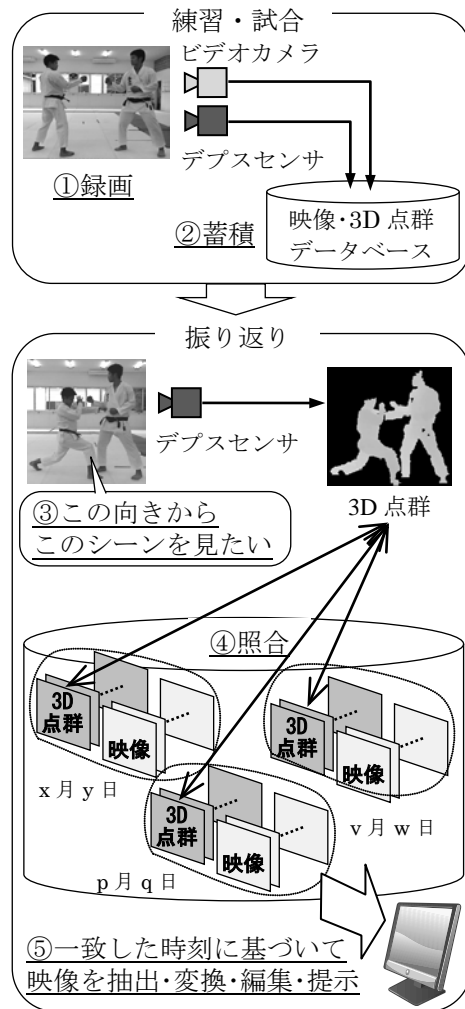 練習・試合
ビデオカメラ
デプスセンサ
①録画
②蓄積
映像・3D 点群
データベース
振り返り
デプスセンサ
3D 点群
③この向きから
このシーンを見たい
④照合
3D
点群
映像
x 月 y 日
3D
点群
映像
v 月 w 日
3D
点群
映像
p 月 q 日
⑤一致した時刻に基づいて
映像を抽出・変換・編集・提示